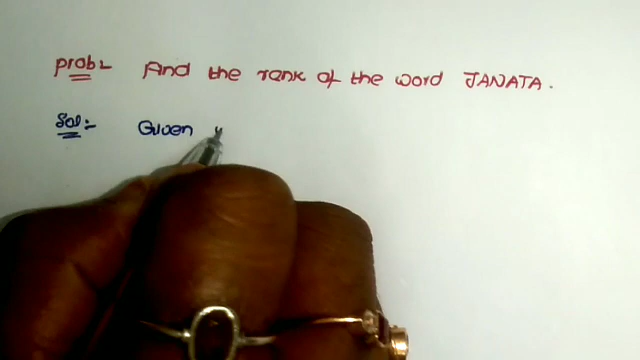 prob:- Find the rank of the word JANATA.
Sol:- Given